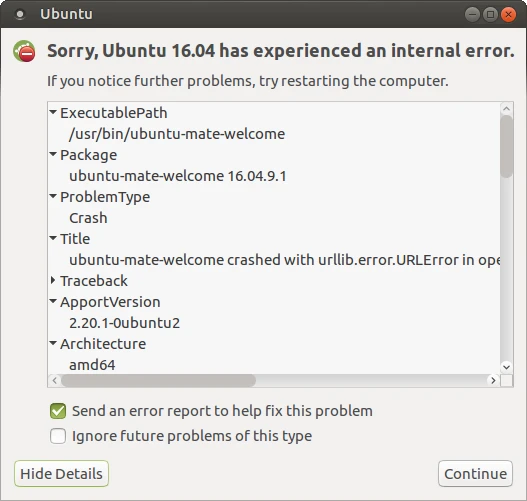 Ubuntu
Sorry, Ubuntu 16.04 has experienced an internal error.
If you notice further problems, try restarting the computer.
ExecutablePath
/usr/bin/ubuntu-mate-welcome
Package
ubuntu-mate-welcome 16.04.9.1
ProblemType
Crash
Title
ubuntu-mate-welcome crashed with urllib.error.URLError in ope
Traceback
ApportVersion
2.20.1-0ubuntu2
Architecture
amd64
Send an error report to help fix this problem
Ignore future problems of this type
Hide Details
Continue